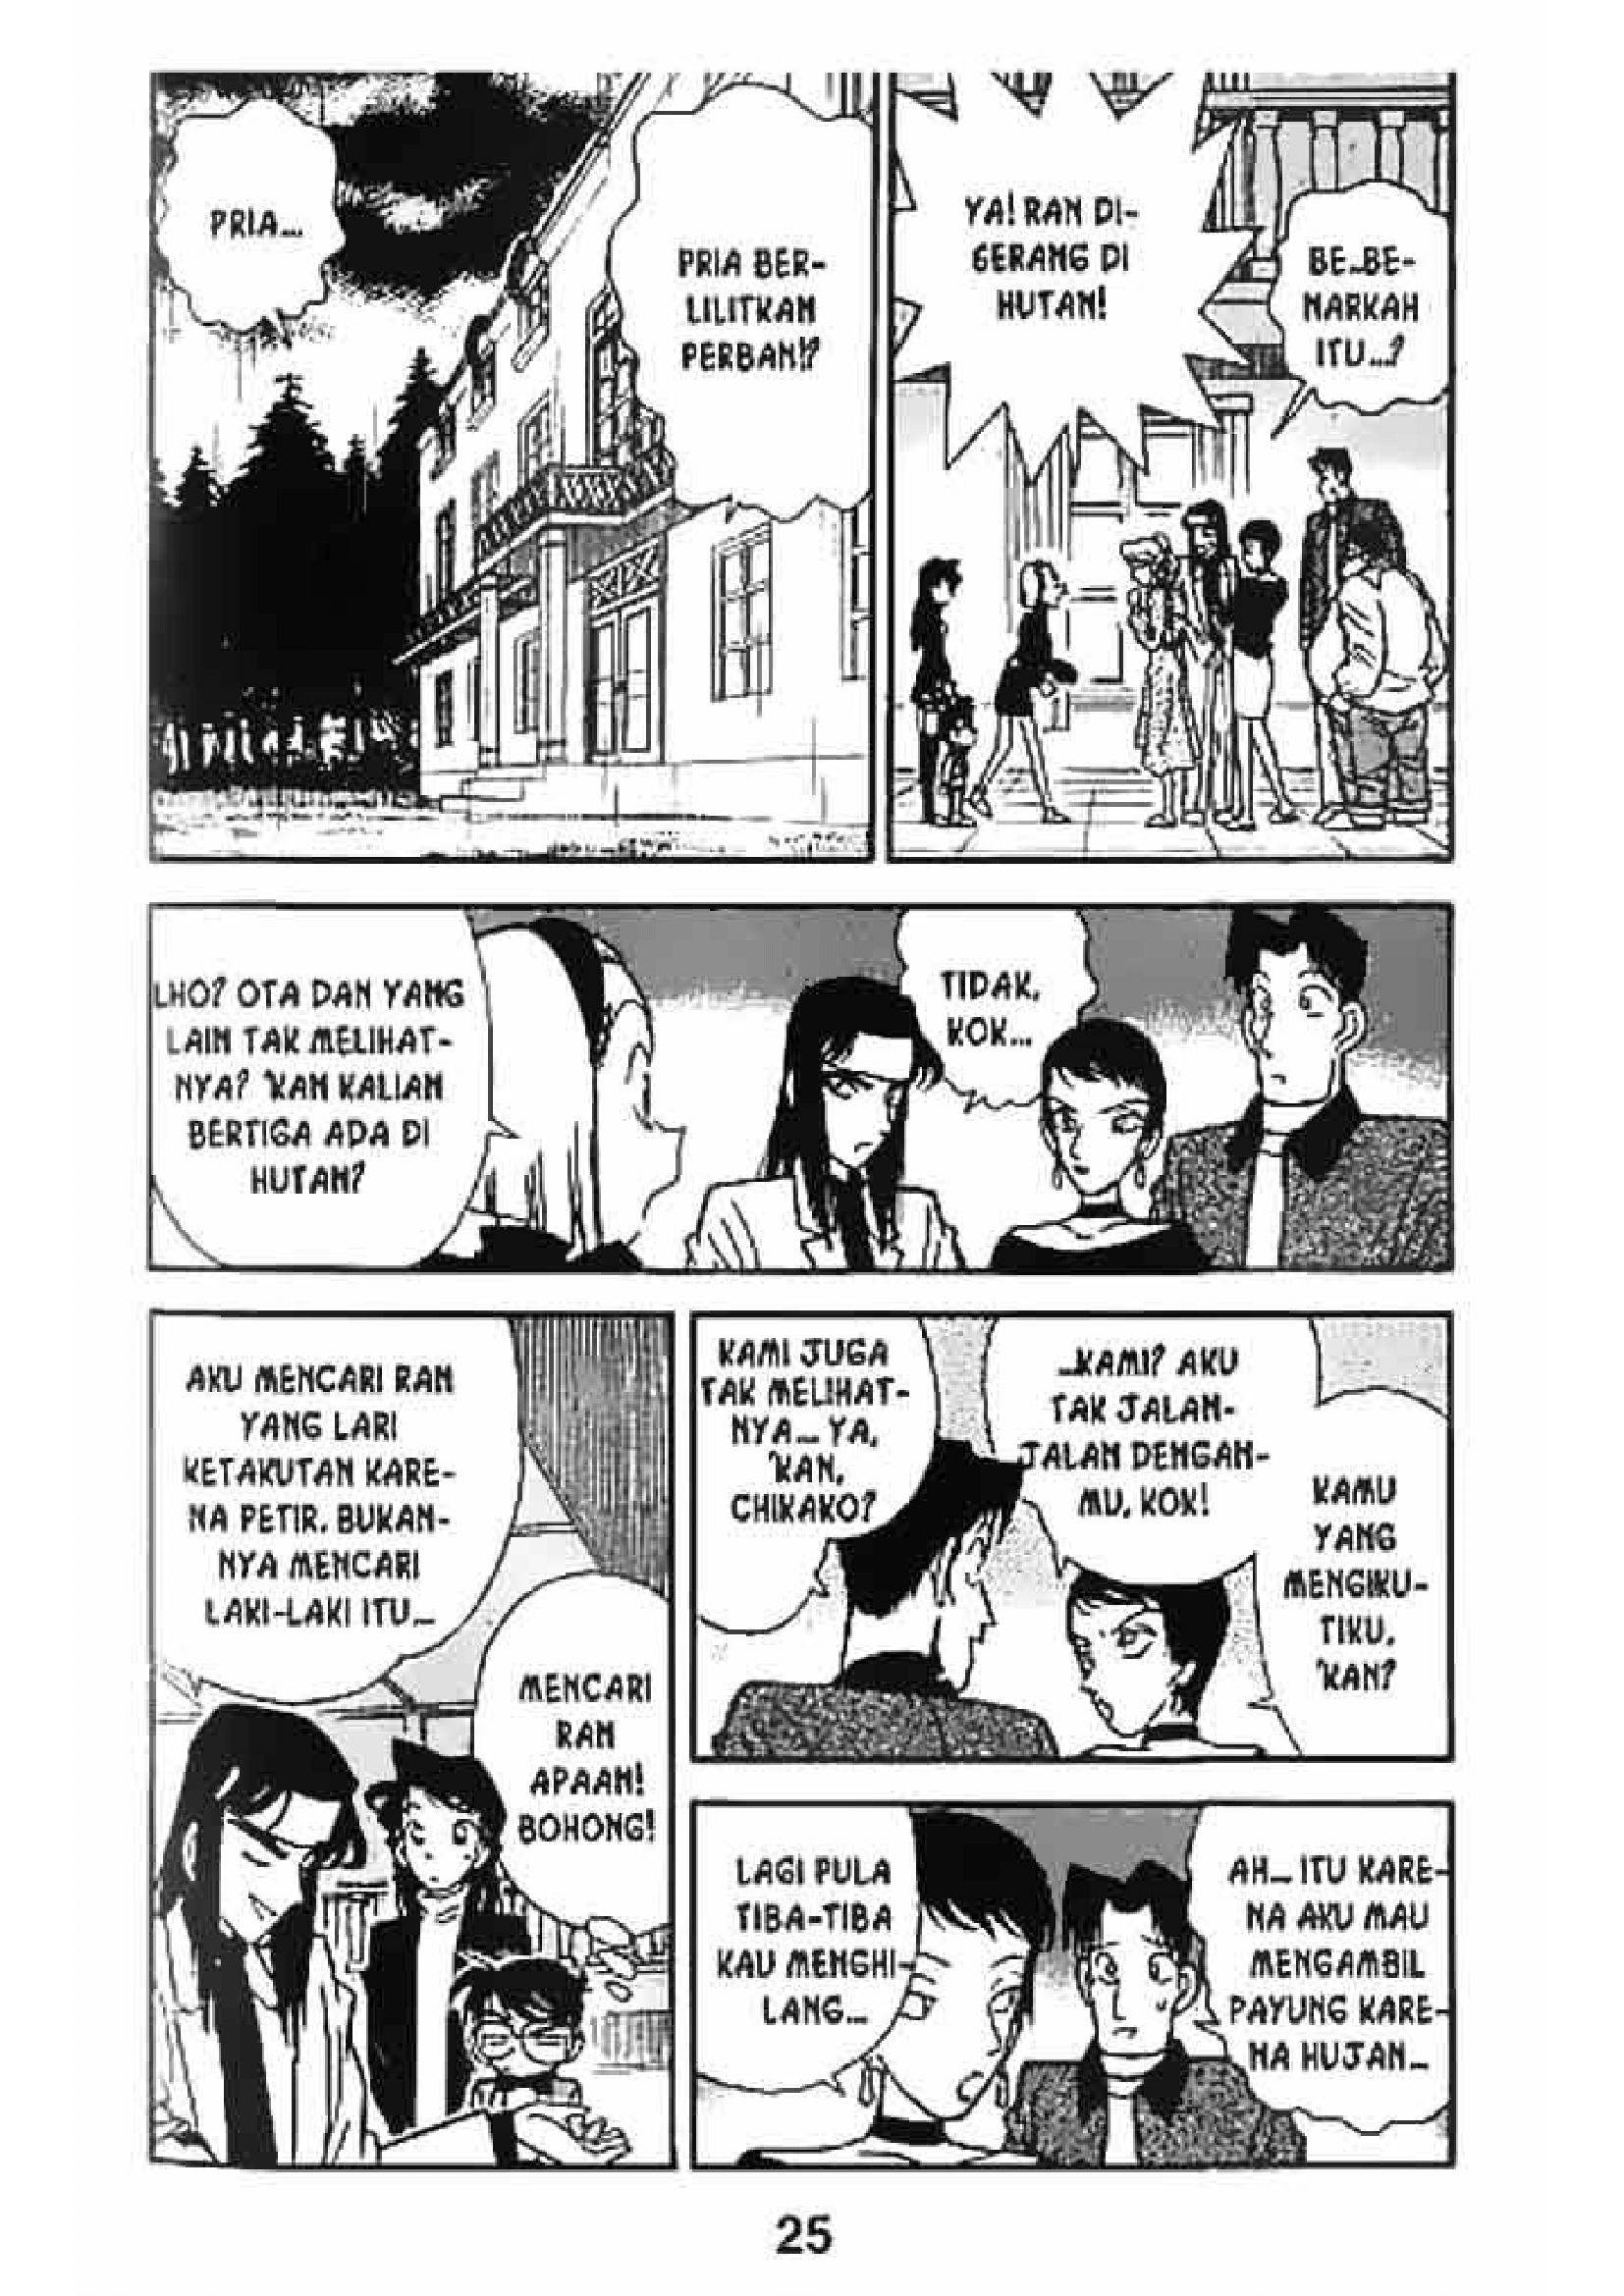 PRIA...
PRIA BER-
LILITKAN
PERBAN!?
YA! RAN DI-
GERANG DI
HUTAN!
BE..BE-
NARKAH
ITU...?
LHO? OTA DAN YANG
LAIN TAK MELIHAT-
NYA? 'KAN KALIAN
BERTIGA ADA DI
HUTAN?
TIDAK,
KOK...
AKU MENCARI RAN
YANG LARI
KETAKUTAN KARE-
NA PETIR. BUKAN-
NYA MENCARI
LAKI-LAKI ITU...
MENCARI
RAN
APAAN!
BOHONG!
KAMI JUGA
TAK MELIHAT-
NYA... YA,
'KAN,
CHIKAKO?
...KAMI? AKU
TAK JALAN-
JALAN DENGAN-
MU, KOK!
KAMU
YANG
MENGIKU-
TIKU,
'KAN?
LAGI PULA
TIBA-TIBA
KAU MENGHI-
LANG...
AH... ITU KARE-
NA AKU MAU
MENGAMBIL
PAYUNG KARE-
NA HUJAN...
25